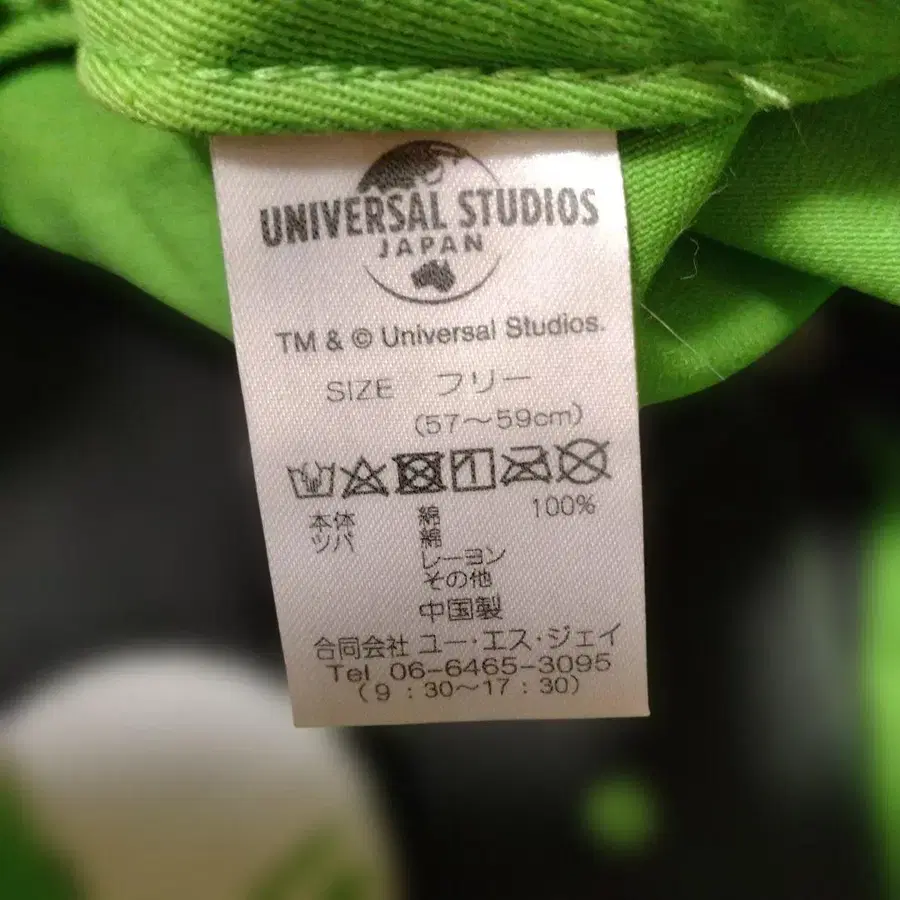 UNIVERSAL STUDIOS
JAPAN
TM & © Universal Studios.
SIZE フリー
(57～59cm)
本体 綿 100%
ツバ 綿
レーヨン
その他
中国製
合同会社 ユー・エス・ジェイ
Tel 06-6465-3095
(9：30～17：30)